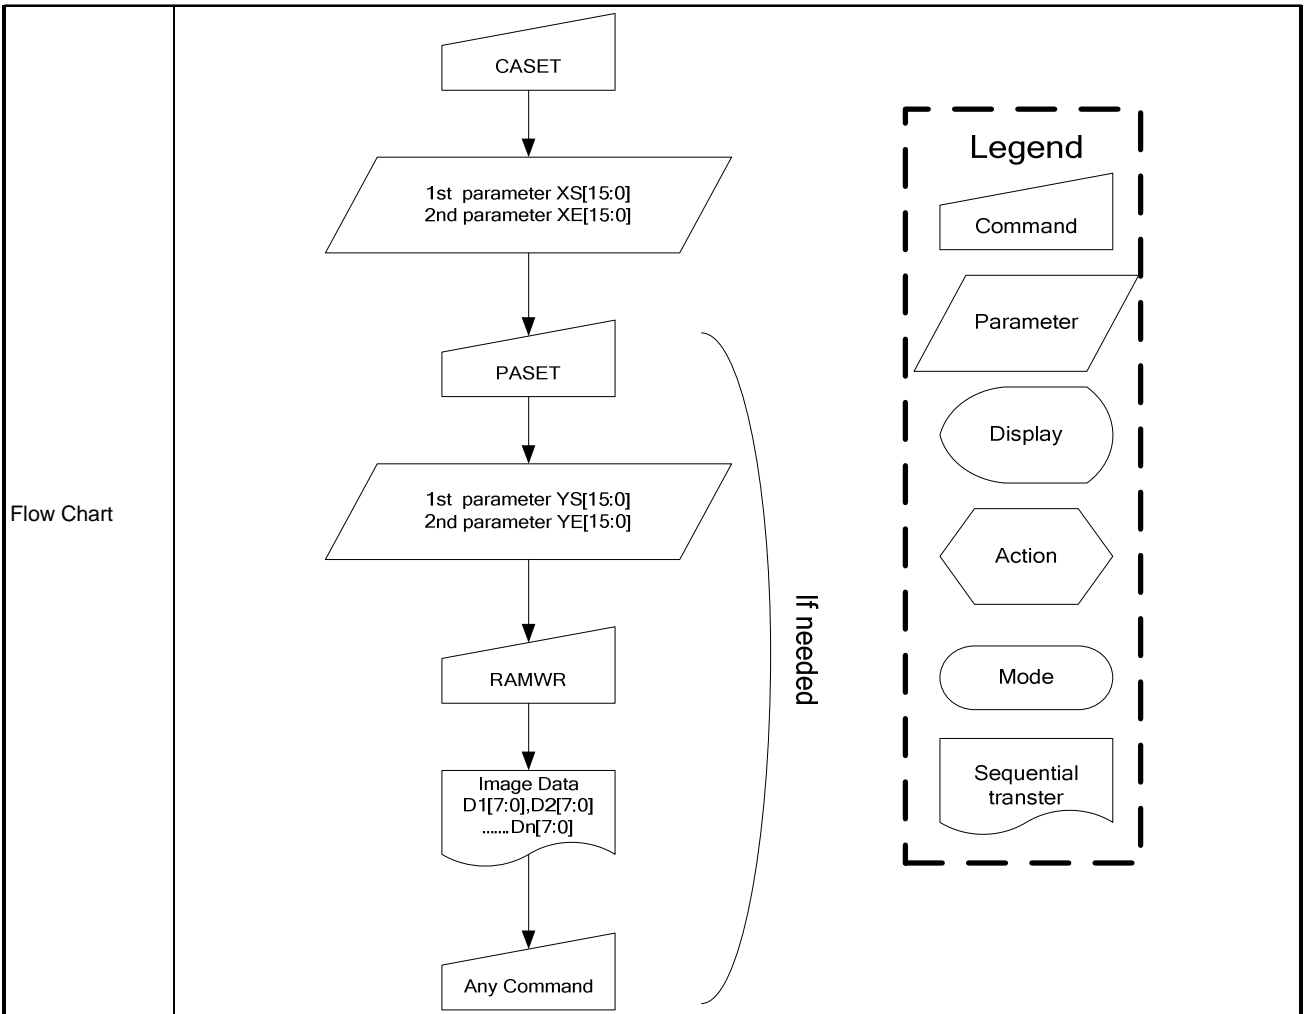 Flow Chart
CASET
1st parameter XS[15:0]
2nd parameter XE[15:0]
PASET
1st parameter YS[15:0]
2nd parameter YE[15:0]
RAMWR
Image Data
D1[7:0],D2[7:0]
.......Dn[7:0]
Any Command
If needed
Legend
Command
Parameter
Display
Action
Mode
Sequential
transter